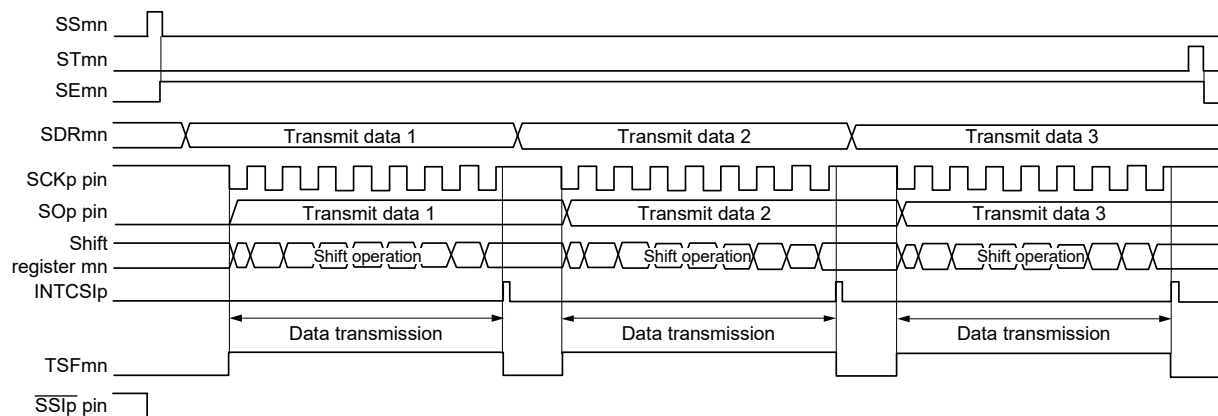 SSmn
STmn
SEmn
SDRmn Transmit data 1 Transmit data 2 Transmit data 3
SCKp pin
SOp pin Transmit data 1 Transmit data 2 Transmit data 3
Shift
register mn Shift operation Shift operation Shift operation
INTCSIp
Data transmission Data transmission Data transmission
TSFmn
SSIp pin